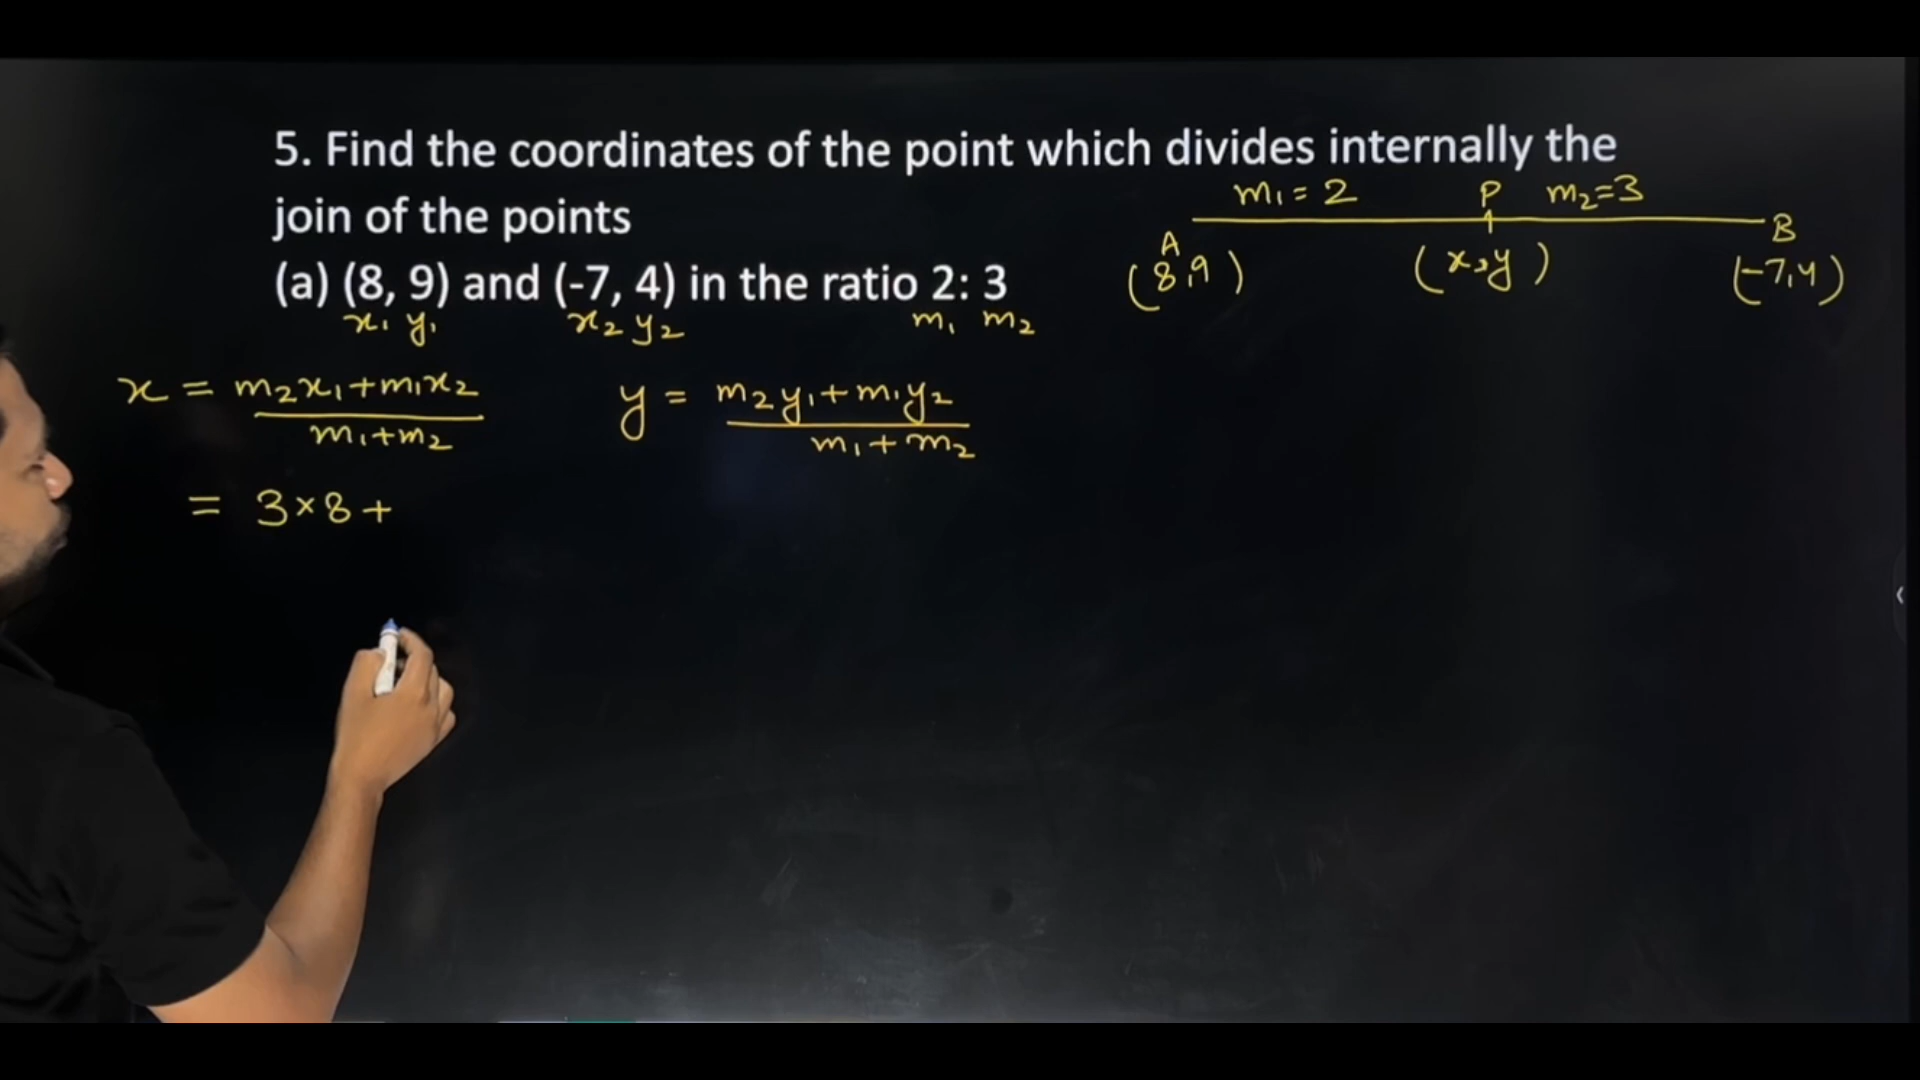 5. Find the coordinates of the point which divides internally the
join of the points
(a) (8, 9) and (-7, 4) in the ratio 2: 3
x₁ y₁ x₂ y₂ m₁ m₂
m₁ = 2 P m₂=3
A B
(8,9) (x,y) (-7,4)
x = m₂x₁+m₁x₂
m₁+m₂
y = m₂y₁+m₁y₂
m₁+m₂
= 3×8+